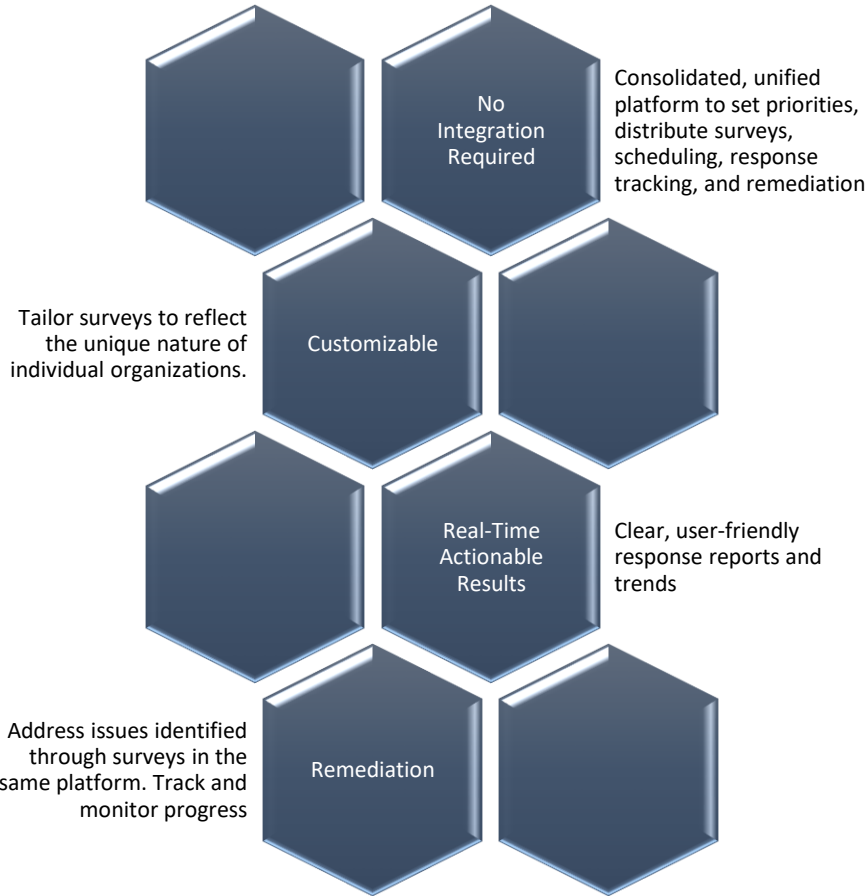 No
Integration
Required
Consolidated, unified
platform to set priorities,
distribute surveys,
scheduling, response
tracking, and remediation
Tailor surveys to reflect
the unique nature of
individual organizations.
Customizable
Real-Time
Actionable
Results
Clear, user-friendly
response reports and
trends
Address issues identified
through surveys in the
same platform. Track and
monitor progress
Remediation